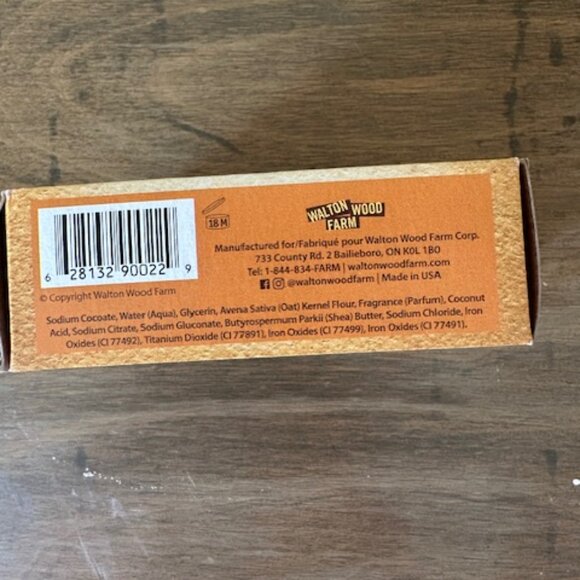 WALTON WOOD
FARM
18 M
Manufactured for/Fabriqué pour Walton Wood Farm Corp.
733 County Rd. 2 Bailieboro, ON K0L 1B0
Tel: 1-844-834-FARM | waltonwoodfarm.com
@waltonwoodfarm | Made in USA
6 28132 90022 9
© Copyright Walton Wood Farm
Sodium Cocoate, Water (Aqua), Glycerin, Avena Sativa (Oat) Kernel Flour, Fragrance (Parfum), Coconut
Acid, Sodium Citrate, Sodium Gluconate, Butyrospermum Parkii (Shea) Butter, Sodium Chloride, Iron
Oxides (CI 77492), Titanium Dioxide (CI 77891), Iron Oxides (CI 77499), Iron Oxides (CI 77491).